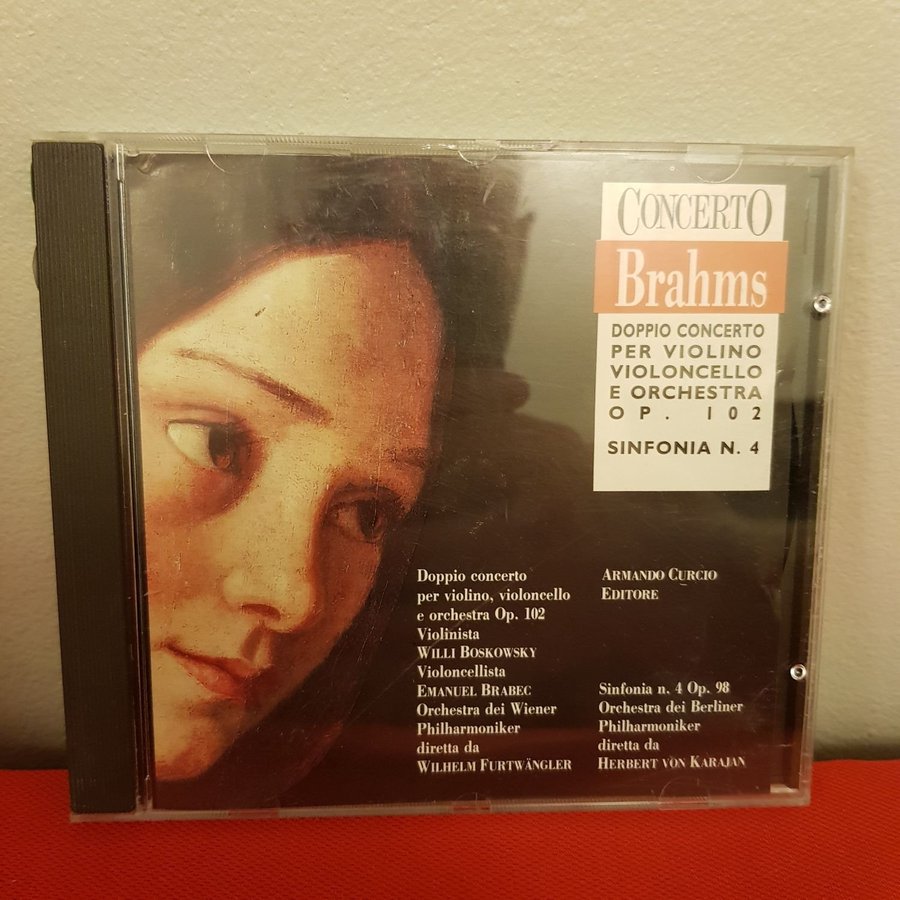 CONCERTO
Brahms
DOPPIO CONCERTO
PER VIOLINO
VIOLONCELLO
E ORCHESTRA
OP. 102
SINFONIA N. 4
Doppio concerto
per violino, violoncello
e orchestra Op. 102
Violinista
WILLI BOSKOWSKY
Violoncellista
EMANUEL BRABEC
Orchestra dei Wiener
Philharmoniker
diretta da
WILHELM FURTWÄNGLER
ARMANDO CURCIO
EDITORE
Sinfonia n. 4 Op. 98
Orchestra dei Berliner
Philharmoniker
diretta da
HERBERT VON KARAJAN